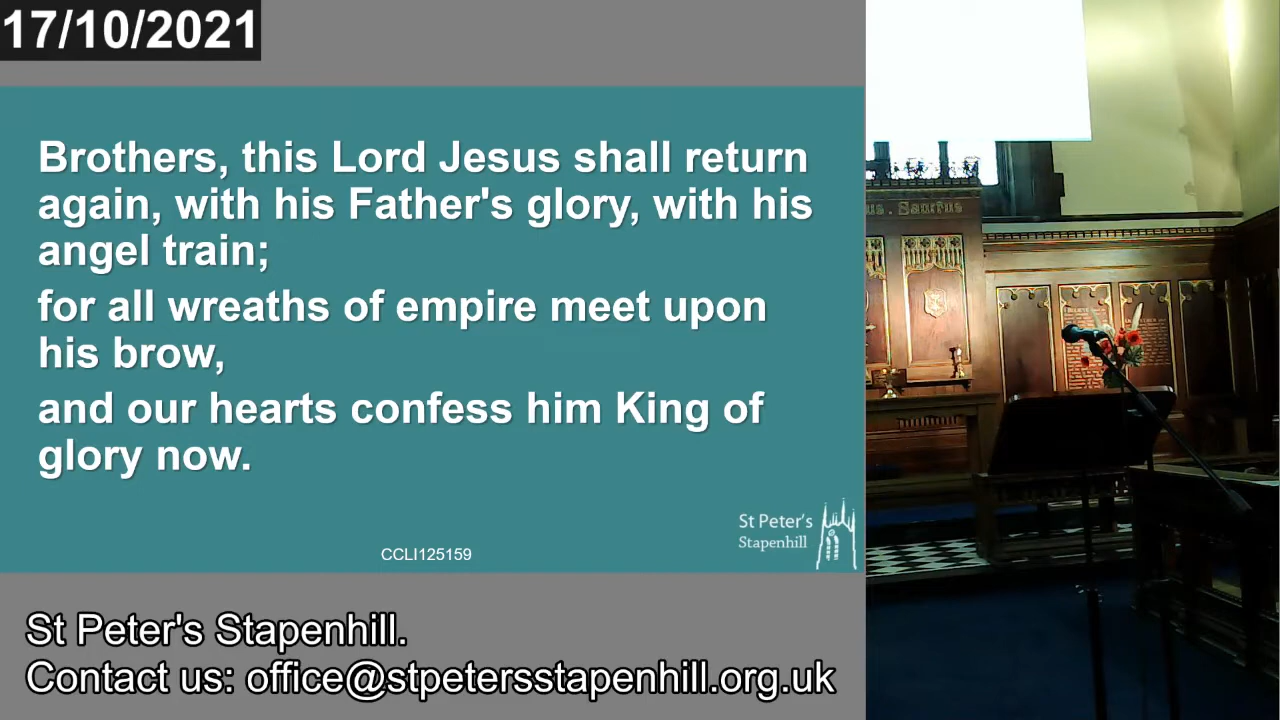 17/10/2021
Brothers, this Lord Jesus shall return
again, with his Father's glory, with his
angel train;
for all wreaths of empire meet upon
his brow,
and our hearts confess him King of
glory now.
St Peter's
Stapenhill
CCLI125159
St Peter's Stapenhill.
Contact us: office@stpetersstapenhill.org.uk
us. Sanctus